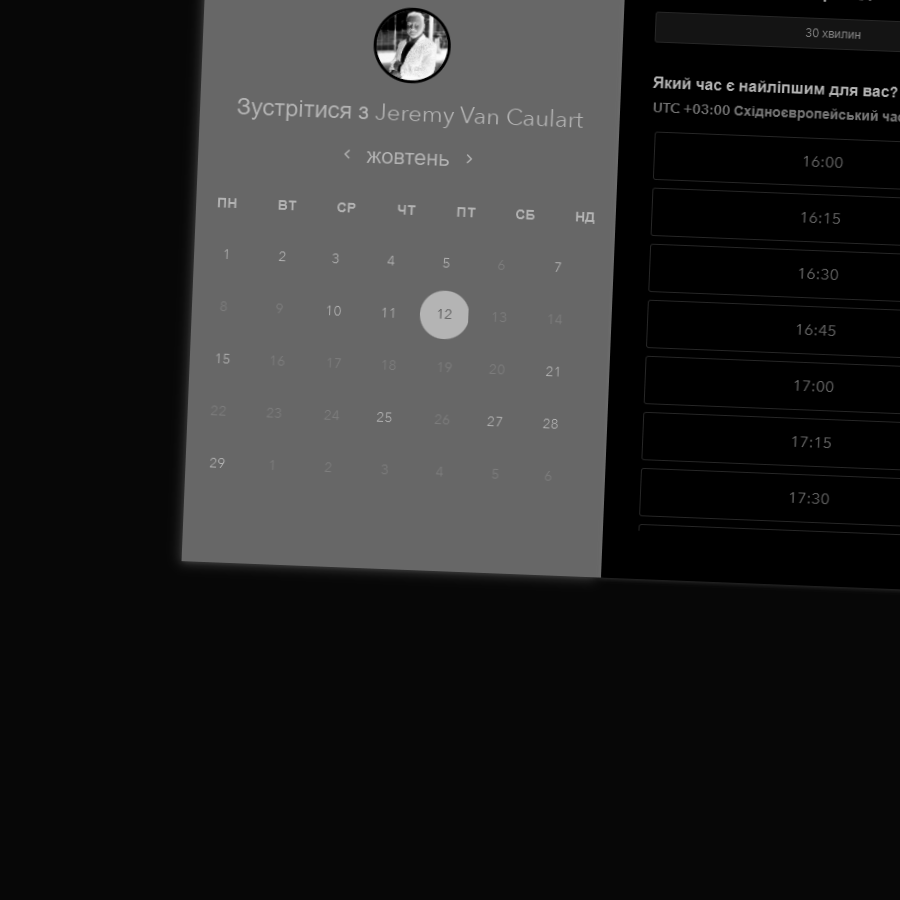 Зустрітися з Jeremy Van Caulart
‹ жовтень ›
ПН ВТ СР ЧТ ПТ СБ НД
1 2 3 4 5 6 7
8 9 10 11 12 13 14
15 16 17 18 19 20 21
22 23 24 25 26 27 28
29 1 2 3 4 5 6
30 хвилин
Який час є найліпшим для вас?
UTC +03:00 Східноєвропейський
16:00
16:15
16:30
16:45
17:00
17:15
17:30